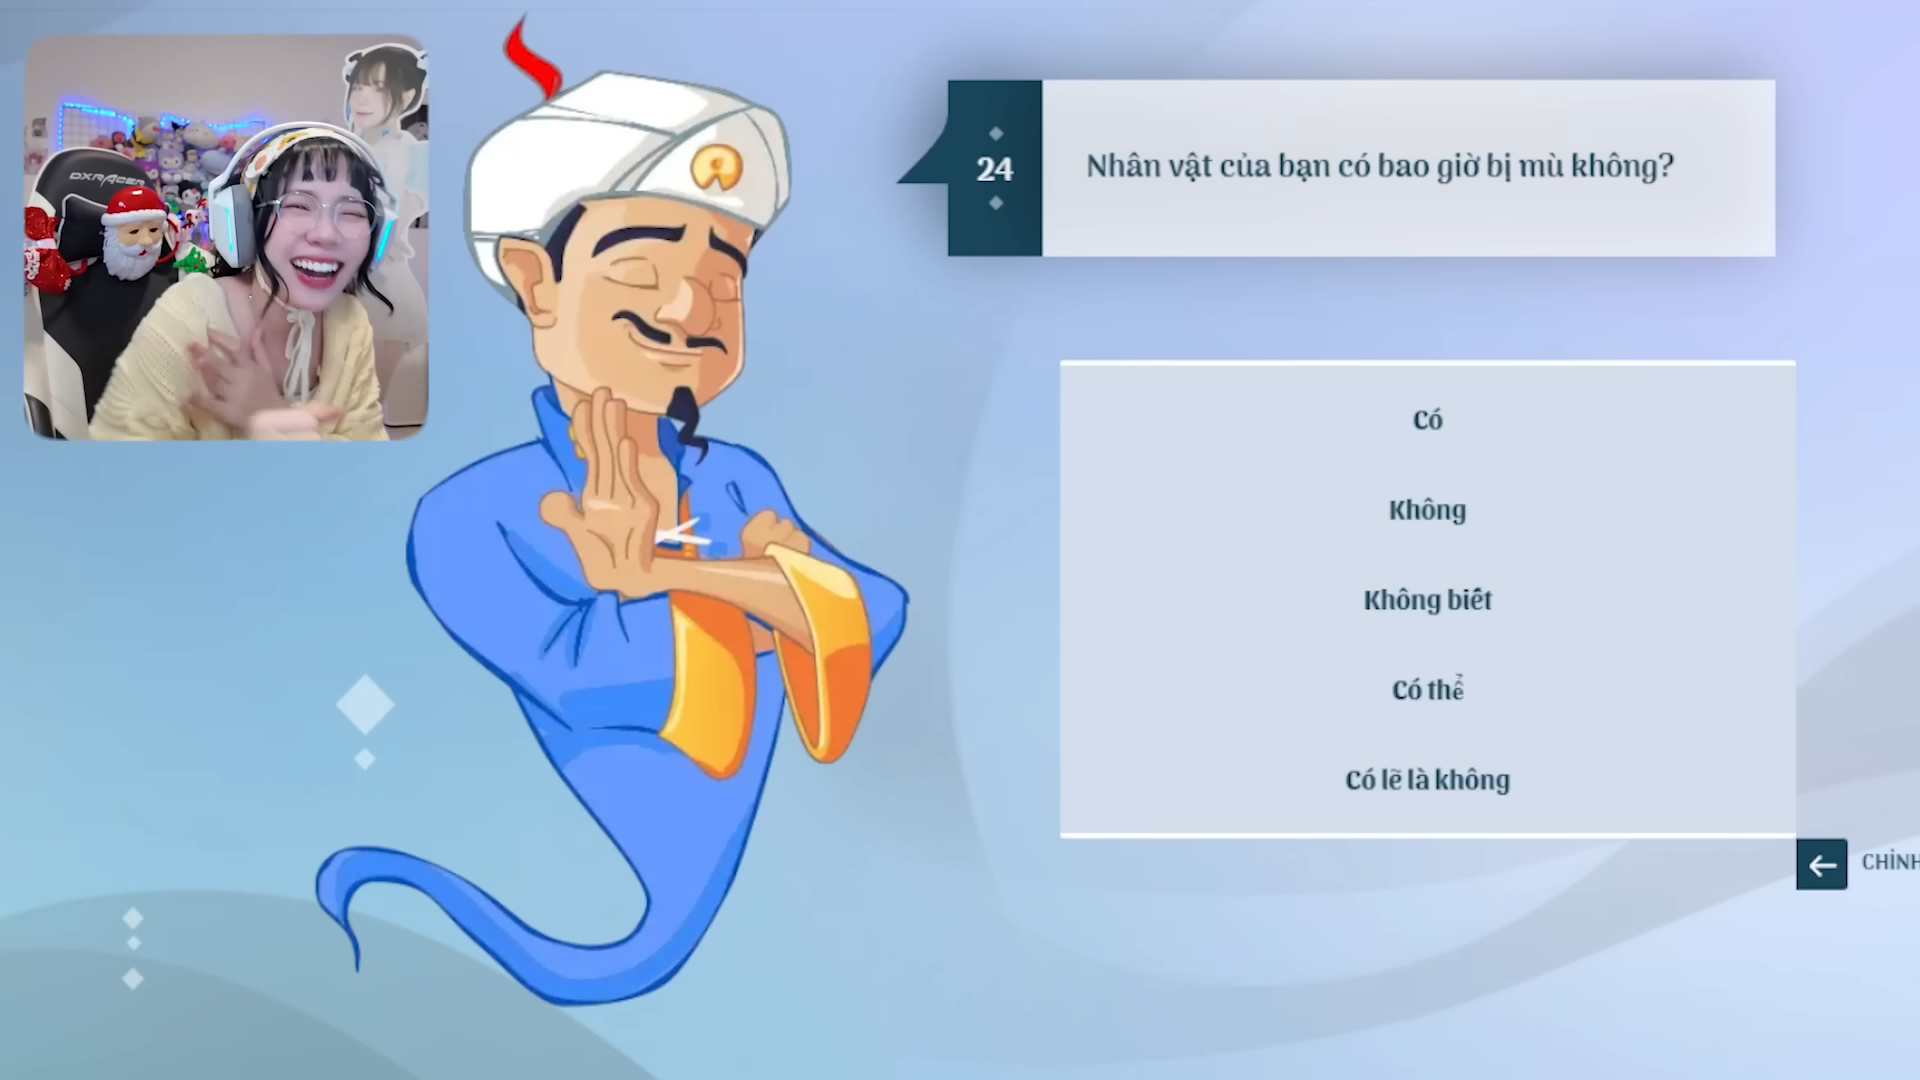 DXRACER
24
Nhân vật của bạn có bao giờ bị mù không?
Có
Không
Không biết
Có thể
Có lẽ là không
CHỈNH